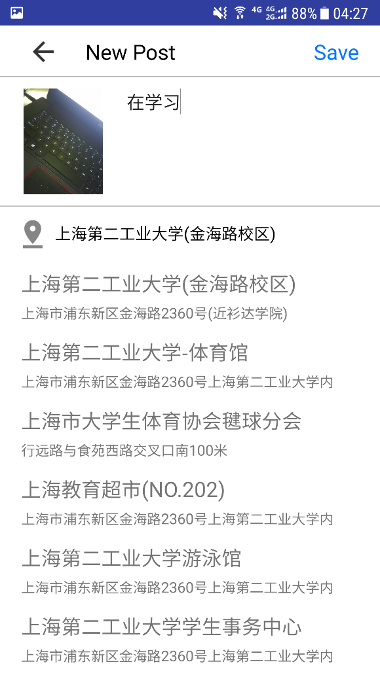 4G 4G 2G 88% 04:27
New Post Save
在学习
上海第二工业大学(金海路校区)
上海第二工业大学(金海路校区)
上海市浦东新区金海路2360号(近衫达学院)
上海第二工业大学-体育馆
上海市浦东新区金海路2360号上海第二工业大学内
上海市大学生体育协会毽球分会
行远路与食苑西路交叉口南100米
上海教育超市(NO.202)
上海市浦东新区金海路2360号上海第二工业大学内
上海第二工业大学游泳馆
上海市浦东新区金海路2360号上海第二工业大学内
上海第二工业大学学生事务中心
上海市浦东新区金海路2360号上海第二工业大学内